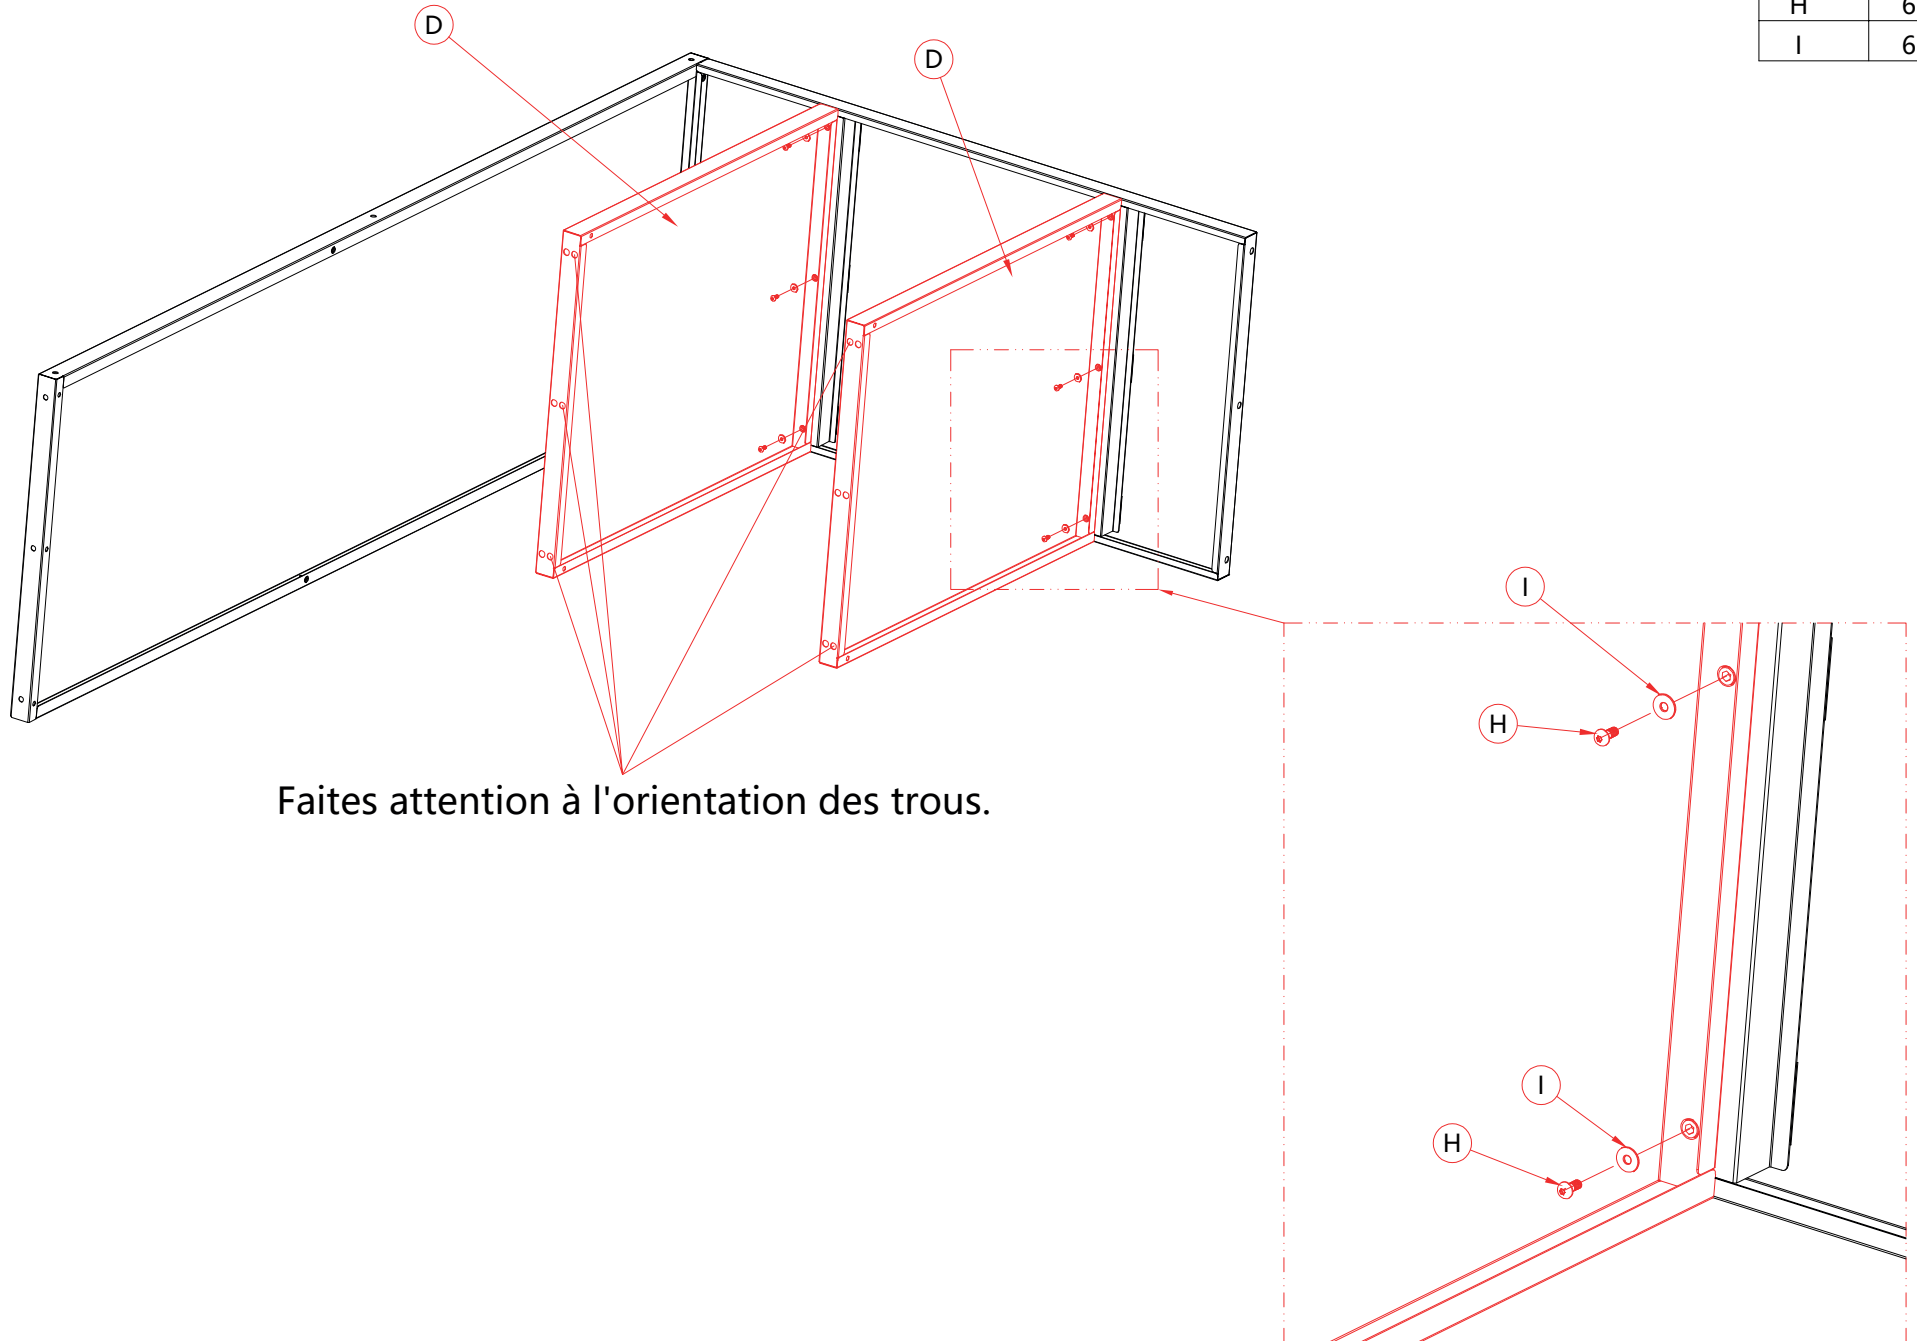 H 6
I 6
D
D
I
H
Faites attention à l'orientation des trous.
I
H